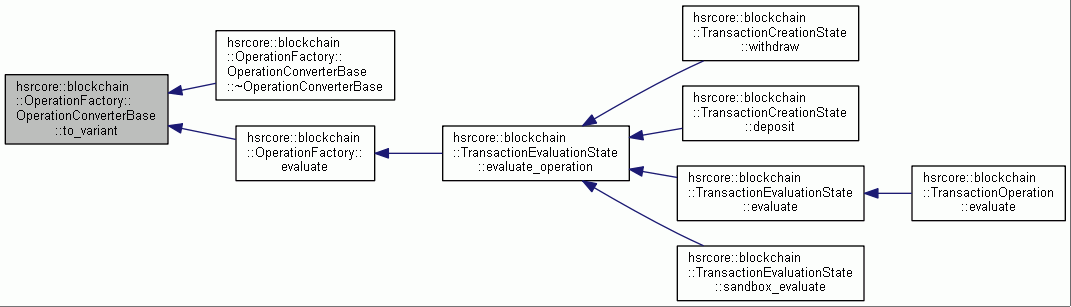 hsrcore::blockchain
::OperationFactory::
OperationConverterBase
::to_variant
hsrcore::blockchain
::OperationFactory::
OperationConverterBase
::~OperationConverterBase
hsrcore::blockchain
::OperationFactory::
evaluate
hsrcore::blockchain
::TransactionEvaluationState
::evaluate_operation
hsrcore::blockchain
::TransactionCreationState
::withdraw
hsrcore::blockchain
::TransactionCreationState
::deposit
hsrcore::blockchain
::TransactionEvaluationState
::evaluate
hsrcore::blockchain
::TransactionOperation
::evaluate
hsrcore::blockchain
::TransactionEvaluationState
::sandbox_evaluate